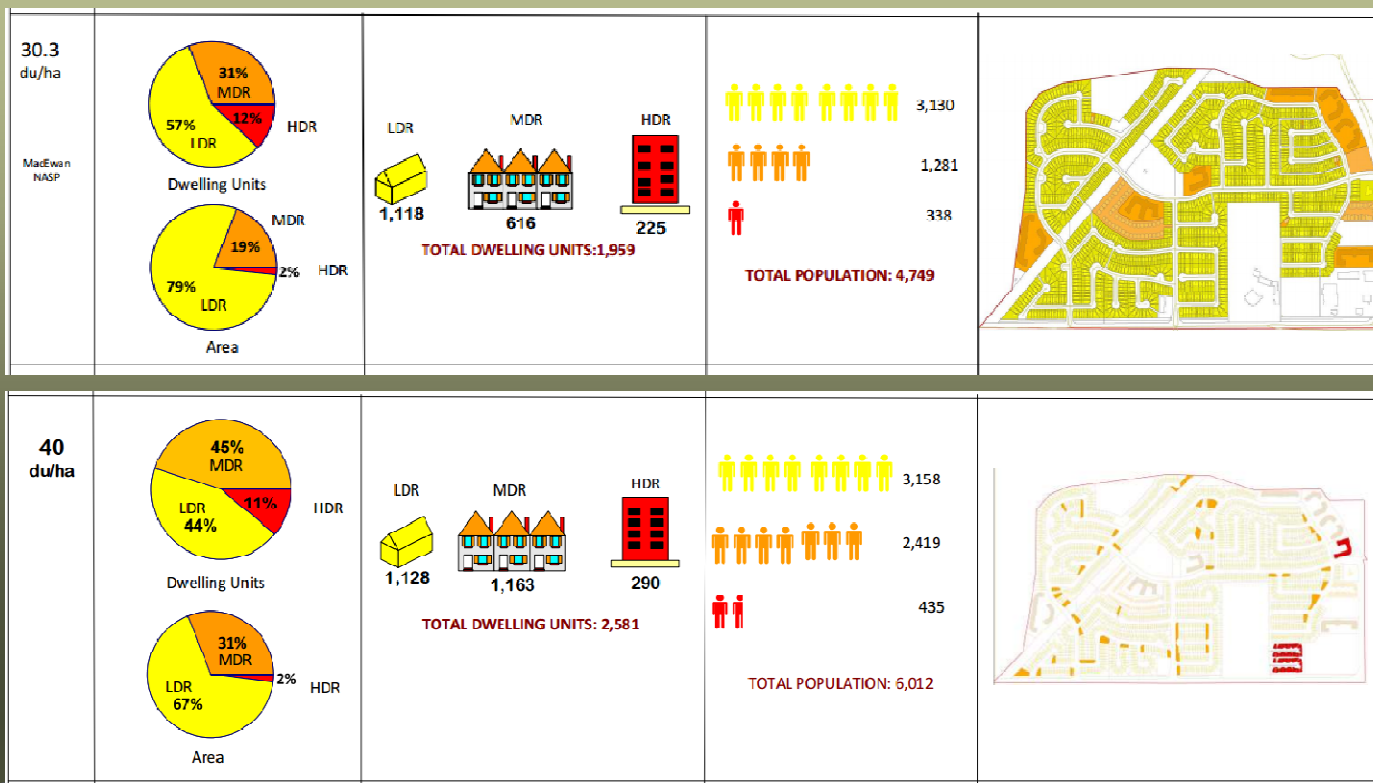 30.3
du/ha
MacEwan
NASP
31%
MDR
12%
HDR
57%
LDR
Dwelling Units
MDR
19%
2% HDR
79%
LDR
Area
LDR
MDR
HDR
1,118
616
225
TOTAL DWELLING UNITS:1,959
3,130
1,281
338
TOTAL POPULATION: 4,749
40
du/ha
45%
MDR
11%
HDR
LDR
44%
Dwelling Units
31%
MDR
2% HDR
LDR
67%
Area
LDR
MDR
HDR
1,128
1,163
290
TOTAL DWELLING UNITS: 2,581
3,158
2,419
435
TOTAL POPULATION: 6,012